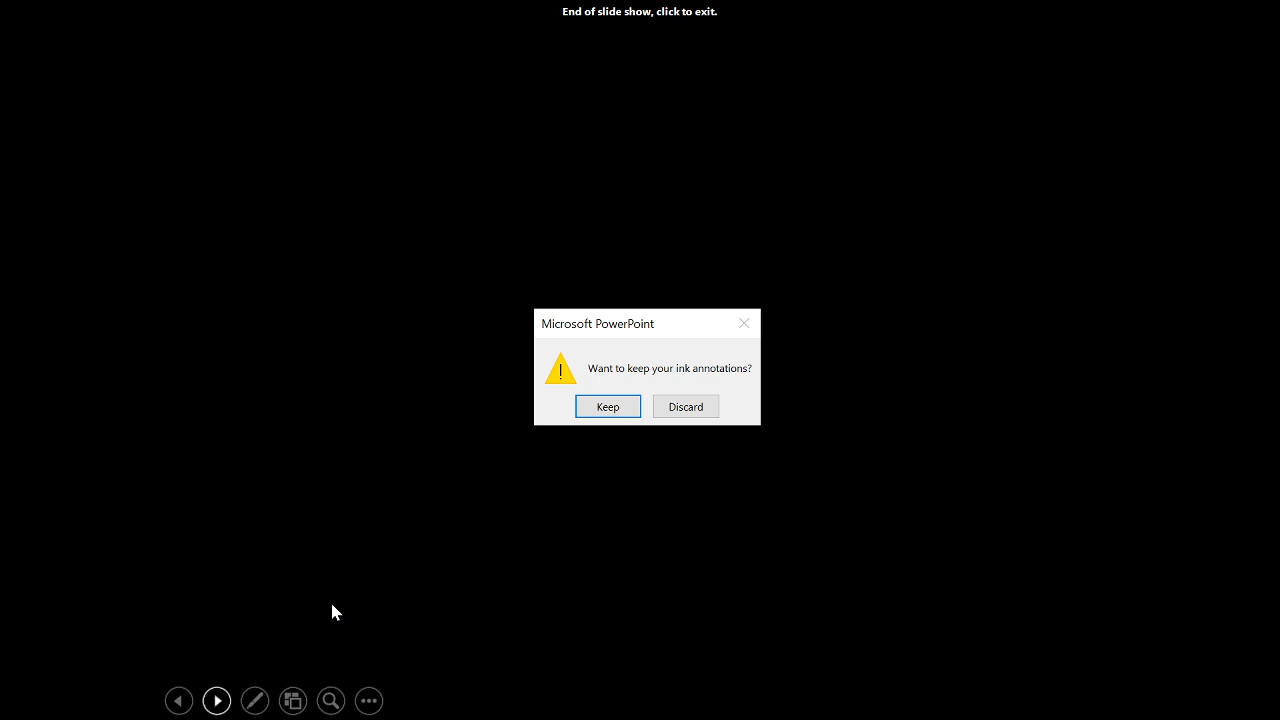 End of slide show, click to exit.
Microsoft PowerPoint
Want to keep your ink annotations?
Keep
Discard